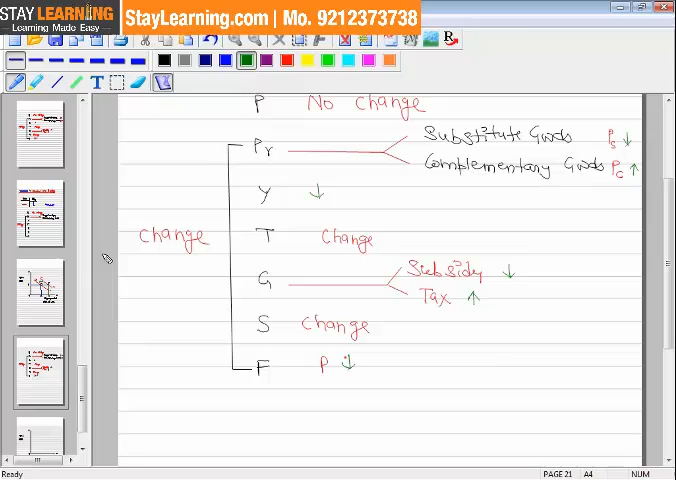 STAY LEARNING
Learning Made Easy
StayLearning.com | Mo. 9212373738
P No Change
Pr Substitute Goods Ps ↓
Complementary Goods Pc ↑
Y ↓
Change T Change
G Subsidy ↓
Tax ↑
S Change
F P ↓
Ready PAGE 21 A4 NUM